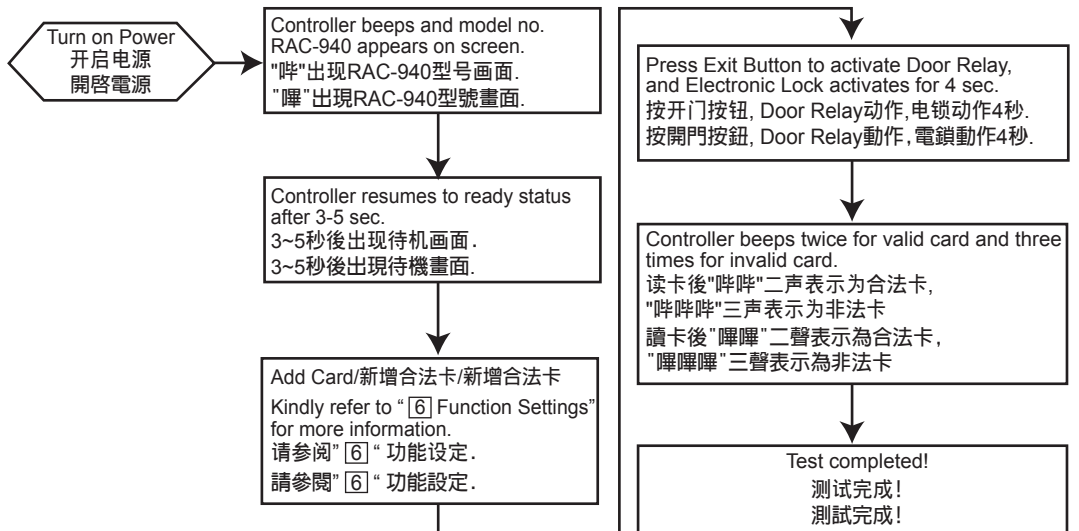 Turn on Power
开启电源
開啓電源
Controller beeps and model no.
RAC-940 appears on screen.
"哔"出现RAC-940型号画面.
"嗶"出現RAC-940型號畫面.
Controller resumes to ready status
after 3-5 sec.
3~5秒後出现待机画面.
3~5秒後出現待機畫面.
Add Card/新增合法卡/新增合法卡
Kindly refer to “ 6 Function Settings”
for more information.
请参阅” 6 “ 功能设定.
請參閱” 6 “ 功能設定.
Press Exit Button to activate Door Relay,
and Electronic Lock activates for 4 sec.
按开门按钮, Door Relay动作,电锁动作4秒.
按開門按鈕, Door Relay動作,電鎖動作4秒.
Controller beeps twice for valid card and three
times for invalid card.
读卡後"哔哔"二声表示为合法卡,
"哔哔哔"三声表示为非法卡
讀卡後"嗶嗶"二聲表示為合法卡,
"嗶嗶嗶"三聲表示為非法卡
Test completed!
测试完成!
測試完成!